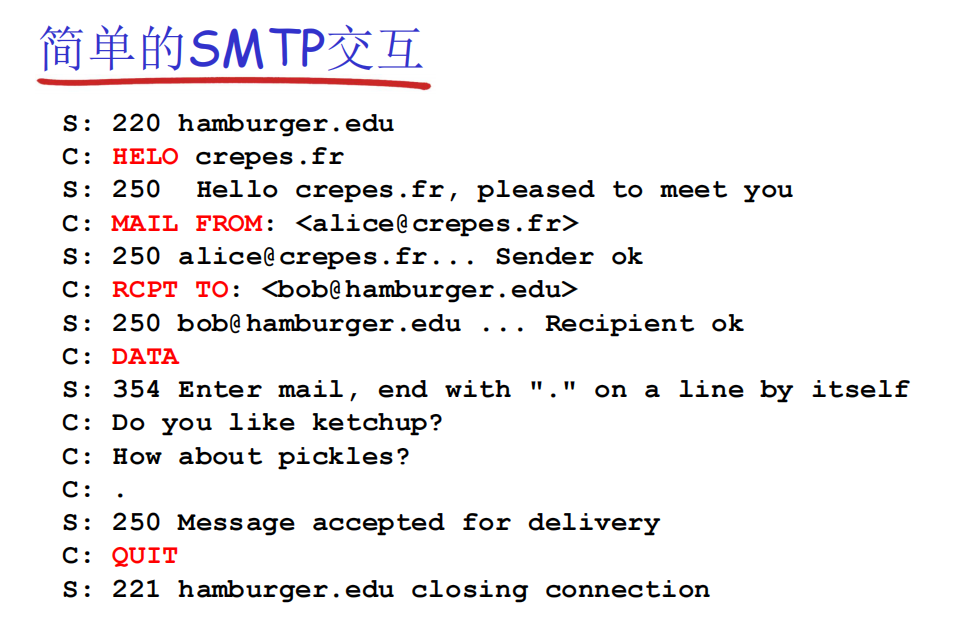 简单的SMTP交互
S: 220 hamburger.edu
C: HELO crepes.fr
S: 250  Hello crepes.fr, pleased to meet you
C: MAIL FROM: <alice@crepes.fr>
S: 250 alice@crepes.fr... Sender ok
C: RCPT TO: <bob@hamburger.edu>
S: 250 bob@hamburger.edu ... Recipient ok
C: DATA
S: 354 Enter mail, end with "." on a line by itself
C: Do you like ketchup?
C: How about pickles?
C: .
S: 250 Message accepted for delivery
C: QUIT
S: 221 hamburger.edu closing connection